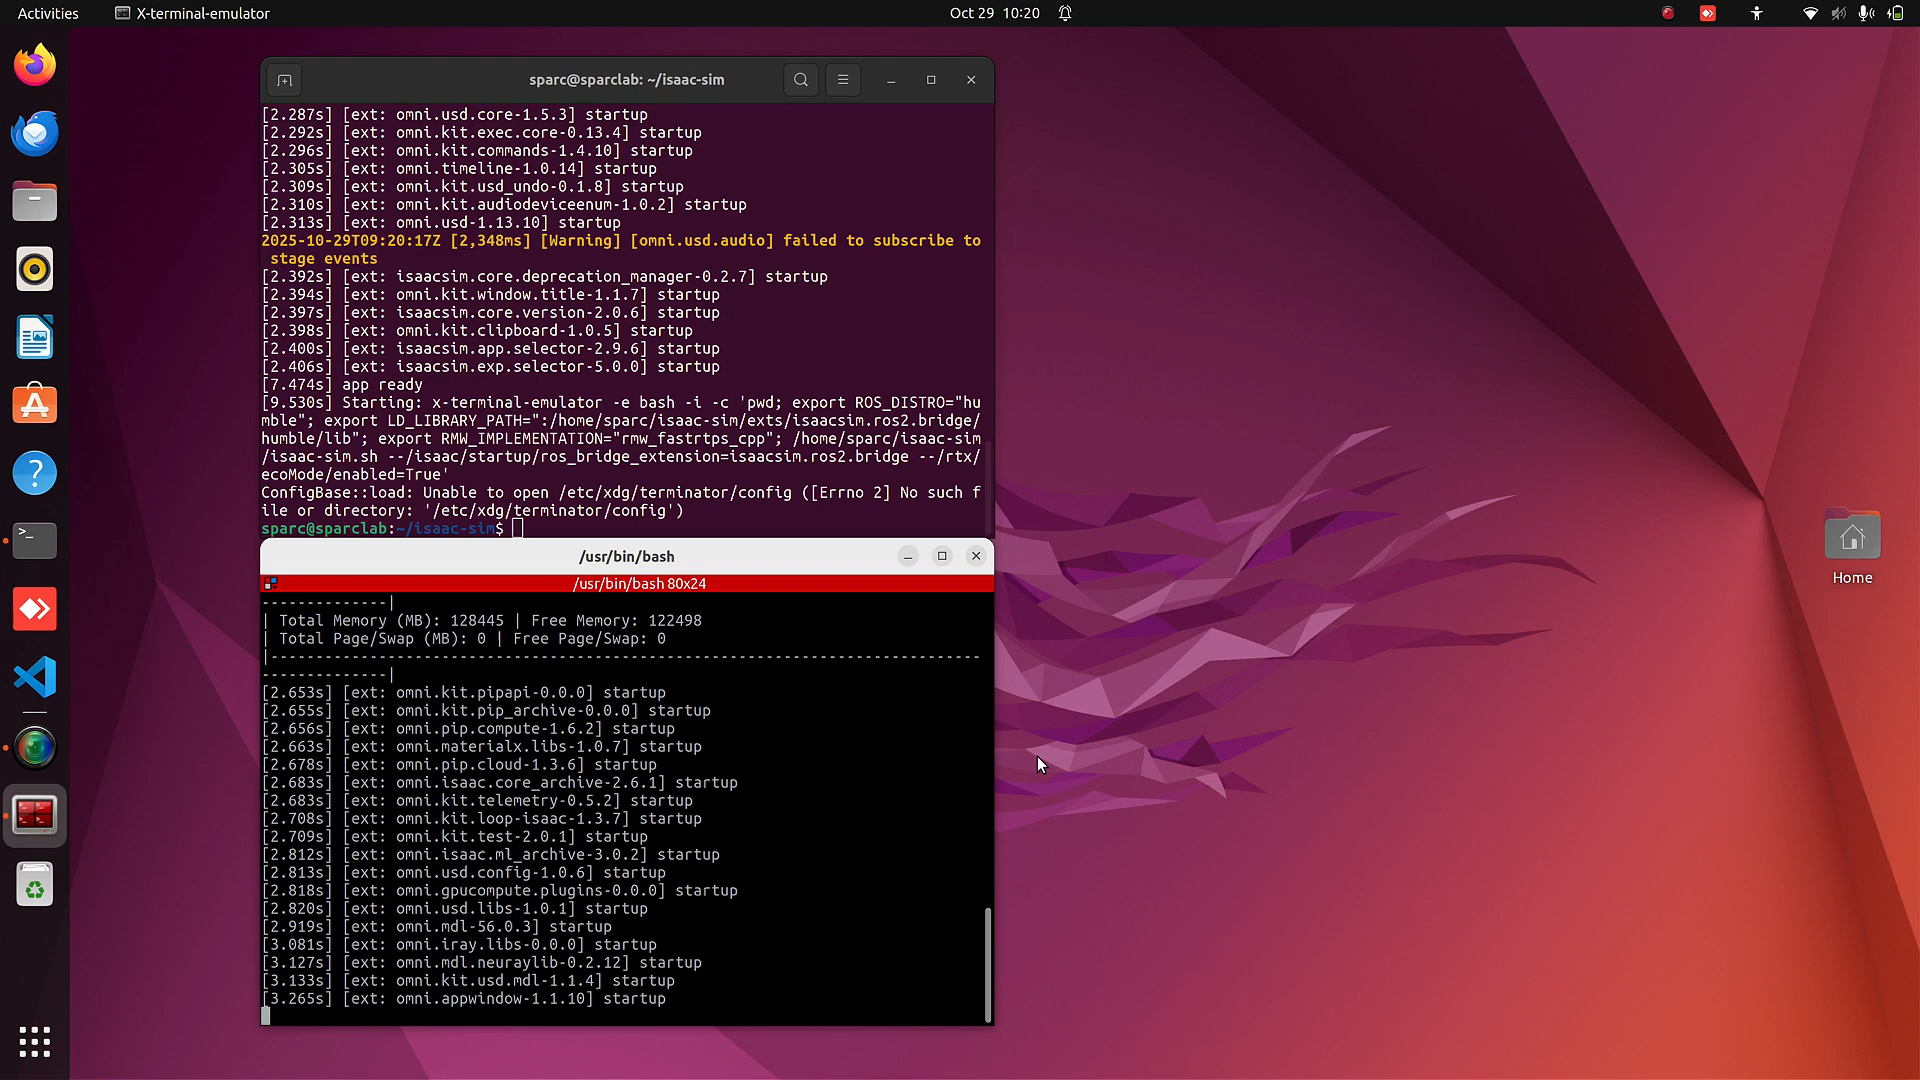 Activities
X-terminal-emulator
Oct 29 10:20
sparc@sparclab: ~/isaac-sim
[2.287s] [ext: omni.usd.core-1.5.3] startup
[2.292s] [ext: omni.kit.exec.core-0.13.4] startup
[2.296s] [ext: omni.kit.commands-1.4.10] startup
[2.305s] [ext: omni.timeline-1.0.14] startup
[2.309s] [ext: omni.kit.usd_undo-0.1.8] startup
[2.310s] [ext: omni.kit.audiodeviceenum-1.0.2] startup
[2.313s] [ext: omni.usd-1.13.10] startup
2025-10-29T09:20:17Z [2,348ms] [Warning] [omni.usd.audio] failed to subscribe to
stage events
[2.392s] [ext: isaacsim.core.deprecation_manager-0.2.7] startup
[2.394s] [ext: omni.kit.window.title-1.1.7] startup
[2.397s] [ext: isaacsim.core.version-2.0.6] startup
[2.398s] [ext: omni.kit.clipboard-1.0.5] startup
[2.400s] [ext: isaacsim.app.selector-2.9.6] startup
[2.406s] [ext: isaacsim.exp.selector-5.0.0] startup
[7.474s] app ready
[9.530s] Starting: x-terminal-emulator -e bash -i -c 'pwd; export ROS_DISTRO="hu
mble"; export LD_LIBRARY_PATH=":/home/sparc/isaac-sim/exts/isaacsim.ros2.bridge/
humble/lib"; export RMW_IMPLEMENTATION="rmw_fastrtps_cpp"; /home/sparc/isaac-sim
/isaac-sim.sh --/isaac/startup/ros_bridge_extension=isaacsim.ros2.bridge --/rtx/
ecoMode/enabled=True'
ConfigBase::load: Unable to open /etc/xdg/terminator/config ([Errno 2] No such f
ile or directory: '/etc/xdg/terminator/config')
sparc@sparclab:~/isaac-sim$
/usr/bin/bash
/usr/bin/bash 80x24
--------------|
| Total Memory (MB): 128445 | Free Memory: 122498
| Total Page/Swap (MB): 0 | Free Page/Swap: 0
|-------------------------------------------------------------------------------
--------------|
[2.653s] [ext: omni.kit.pipapi-0.0.0] startup
[2.655s] [ext: omni.kit.pip_archive-0.0.0] startup
[2.656s] [ext: omni.pip.compute-1.6.2] startup
[2.663s] [ext: omni.materialx.libs-1.0.7] startup
[2.678s] [ext: omni.pip.cloud-1.3.6] startup
[2.683s] [ext: omni.isaac.core_archive-2.6.1] startup
[2.683s] [ext: omni.kit.telemetry-0.5.2] startup
[2.708s] [ext: omni.kit.loop-isaac-1.3.7] startup
[2.709s] [ext: omni.kit.test-2.0.1] startup
[2.812s] [ext: omni.isaac.ml_archive-3.0.2] startup
[2.813s] [ext: omni.usd.config-1.0.6] startup
[2.818s] [ext: omni.gpucompute.plugins-0.0.0] startup
[2.820s] [ext: omni.usd.libs-1.0.1] startup
[2.919s] [ext: omni.mdl-56.0.3] startup
[3.081s] [ext: omni.iray.libs-0.0.0] startup
[3.127s] [ext: omni.mdl.neuraylib-0.2.12] startup
[3.133s] [ext: omni.kit.usd.mdl-1.1.4] startup
[3.265s] [ext: omni.appwindow-1.1.10] startup
Home